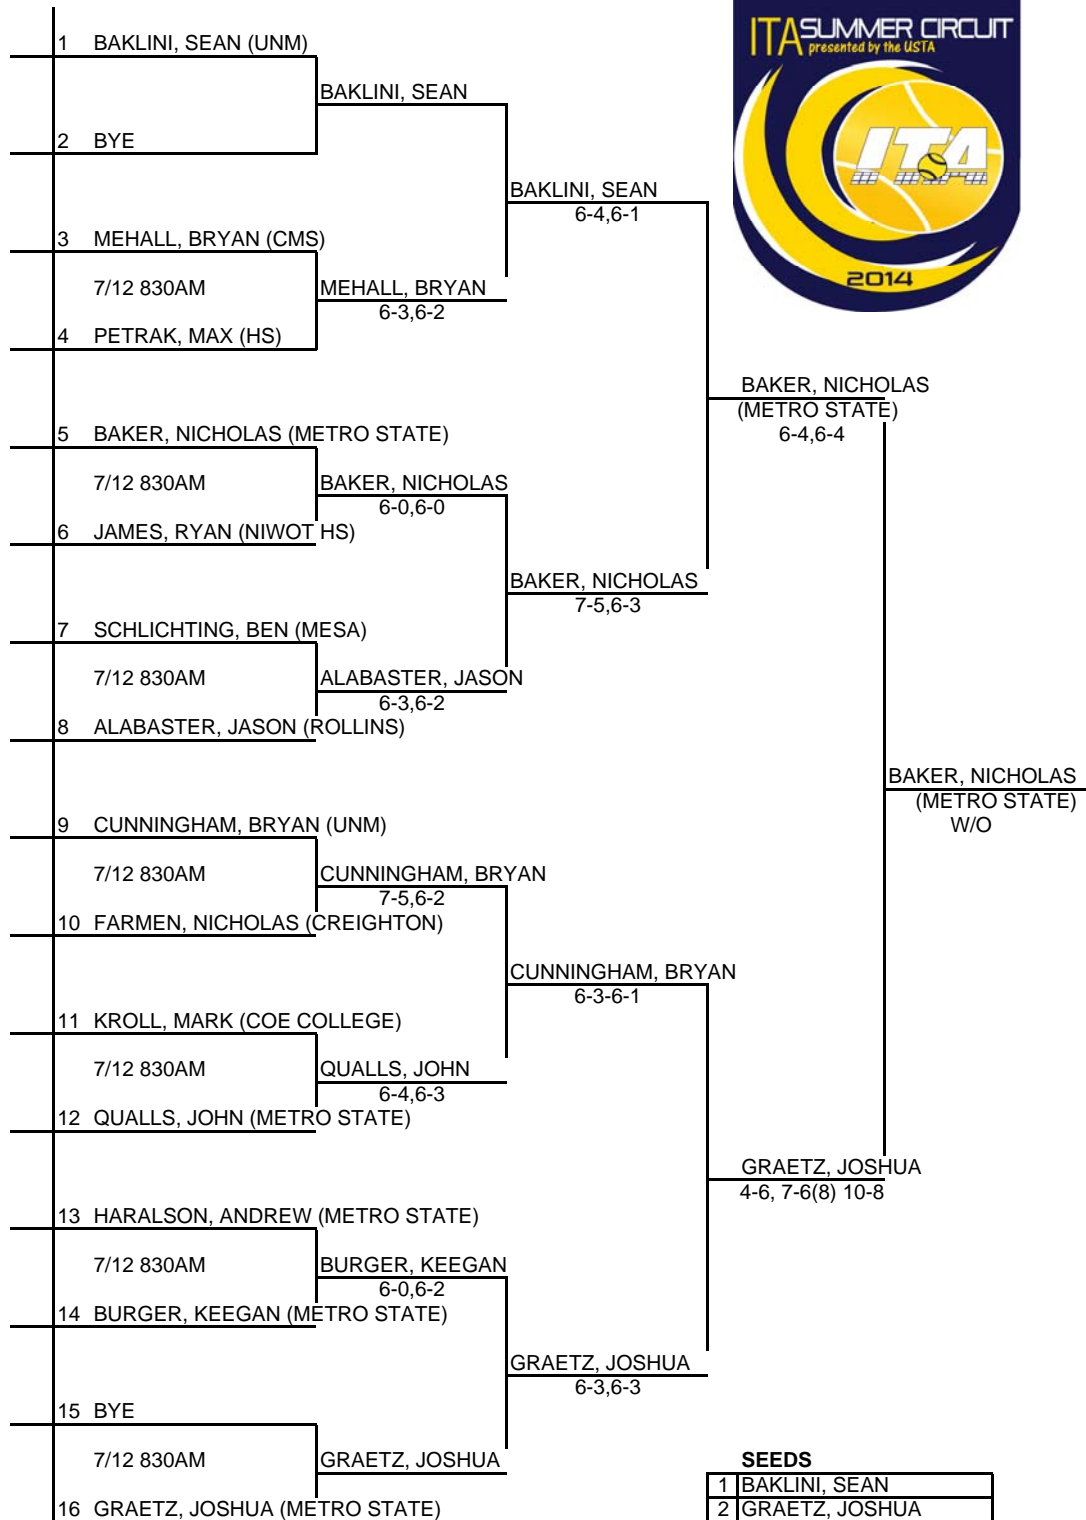 ITA SUMMER CIRCUIT
presented by the USTA
ITA
2014
1 BAKLINI, SEAN (UNM)
BAKLINI, SEAN
2 BYE
BAKLINI, SEAN
6-4,6-1
3 MEHALL, BRYAN (CMS)
7/12 830AM
MEHALL, BRYAN
6-3,6-2
4 PETRAK, MAX (HS)
BAKER, NICHOLAS
(METRO STATE)
6-4,6-4
5 BAKER, NICHOLAS (METRO STATE)
7/12 830AM
BAKER, NICHOLAS
6-0,6-0
6 JAMES, RYAN (NIWOT HS)
BAKER, NICHOLAS
7-5,6-3
7 SCHLICHTING, BEN (MESA)
7/12 830AM
ALABASTER, JASON
6-3,6-2
8 ALABASTER, JASON (ROLLINS)
BAKER, NICHOLAS
(METRO STATE)
W/O
9 CUNNINGHAM, BRYAN (UNM)
7/12 830AM
CUNNINGHAM, BRYAN
7-5,6-2
10 FARMEN, NICHOLAS (CREIGHTON)
CUNNINGHAM, BRYAN
6-3-6-1
11 KROLL, MARK (COE COLLEGE)
7/12 830AM
QUALLS, JOHN
6-4,6-3
12 QUALLS, JOHN (METRO STATE)
GRAETZ, JOSHUA
4-6, 7-6(8) 10-8
13 HARALSON, ANDREW (METRO STATE)
7/12 830AM
BURGER, KEEGAN
6-0,6-2
14 BURGER, KEEGAN (METRO STATE)
GRAETZ, JOSHUA
6-3,6-3
15 BYE
7/12 830AM
GRAETZ, JOSHUA
16 GRAETZ, JOSHUA (METRO STATE)
SEEDS
1 BAKLINI, SEAN
2 GRAETZ, JOSHUA